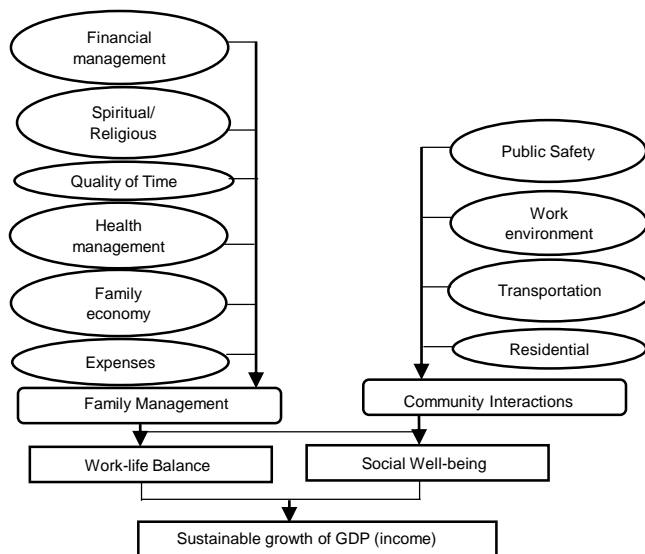 Financial
management
Spiritual/
Religious
Quality of Time
Health
management
Family
economy
Expenses
Family Management
Public Safety
Work
environment
Transportation
Residential
Community Interactions
Work-life Balance
Social Well-being
Sustainable growth of GDP (income)